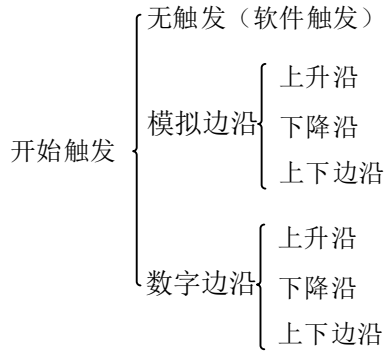 无触发（软件触发）
上升沿
模拟边沿
下降沿
开始触发
上下边沿
上升沿
数字边沿
下降沿
上下边沿